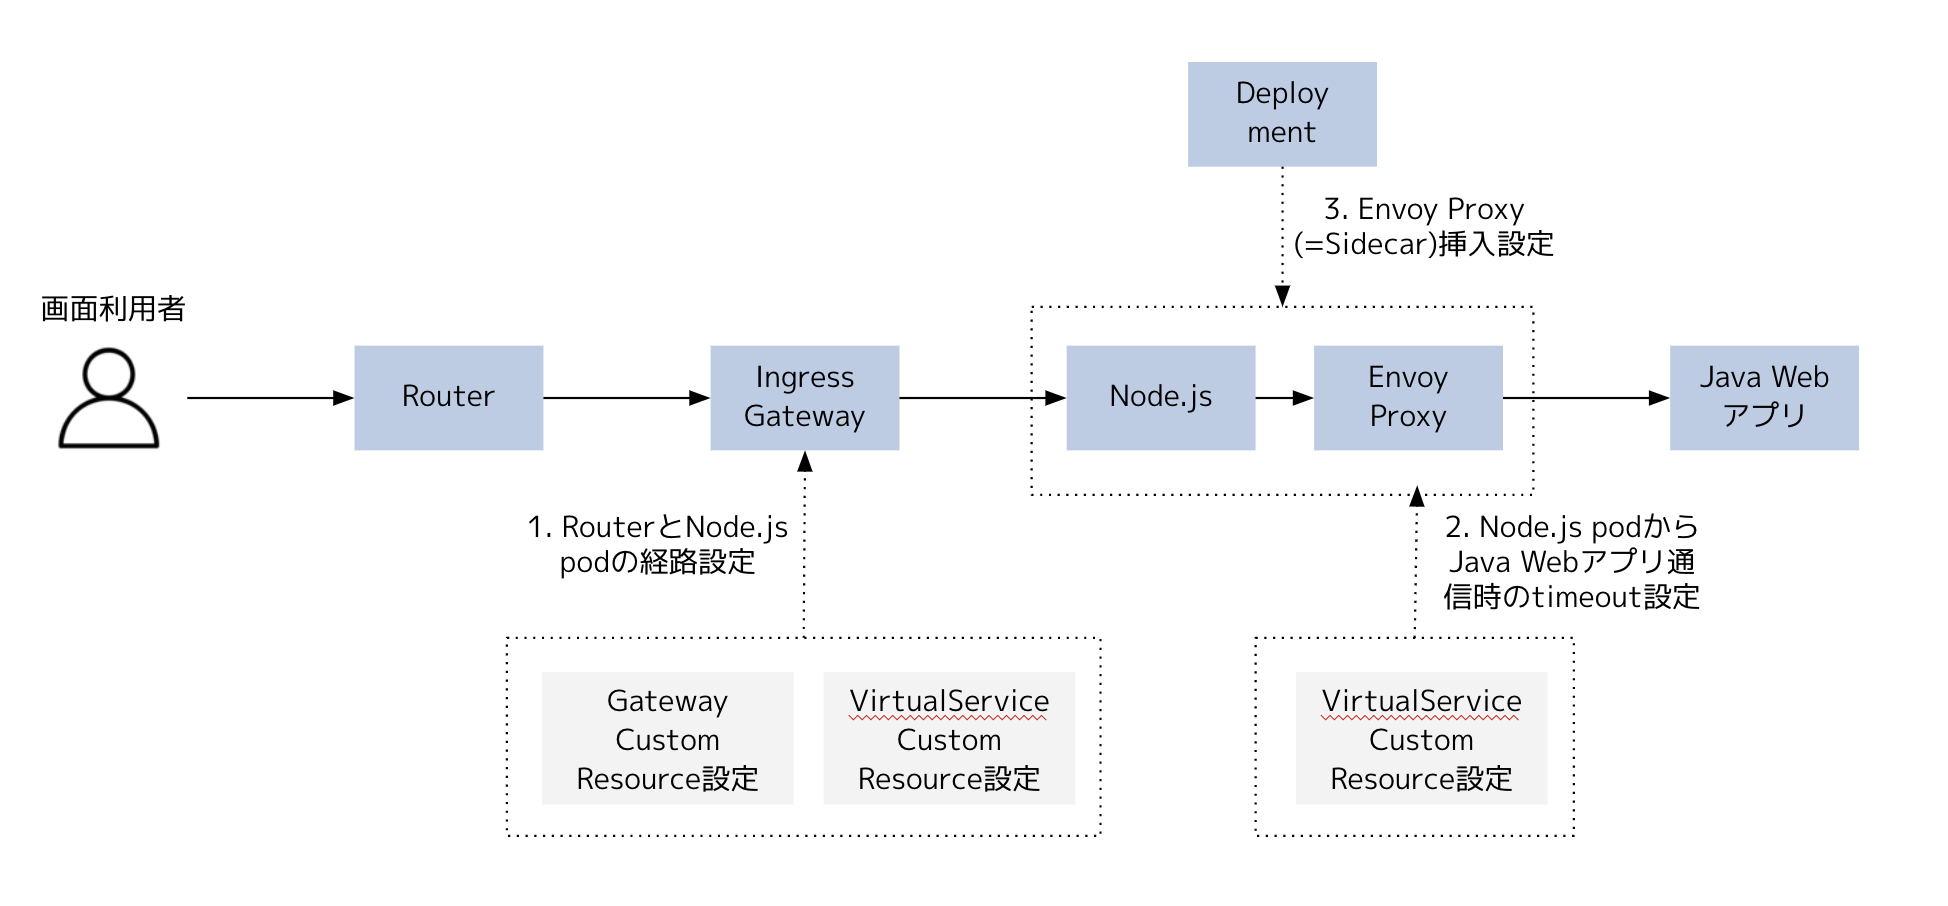 Deploy
ment
3. Envoy Proxy
(=Sidecar)挿入設定
画面利用者
Router
Ingress
Gateway
Node.js
Envoy
Proxy
Java Web
アプリ
1. RouterとNode.js
podの経路設定
2. Node.js podから
Java Webアプリ通
信時のtimeout設定
Gateway
Custom
Resource設定
VirtualService
Custom
Resource設定
VirtualService
Custom
Resource設定